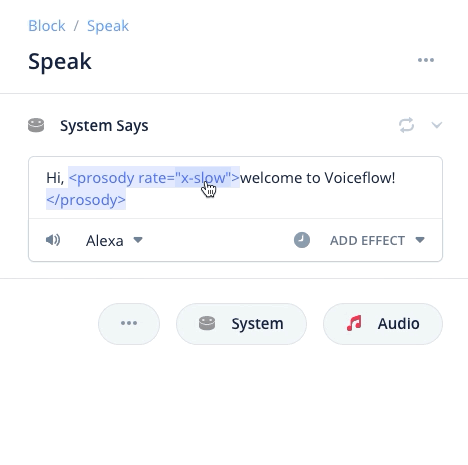 Block / Speak
Speak
System Says
Hi, <prosody rate="x-slow">welcome to Voiceflow!
</prosody>
Alexa ADD EFFECT
System Audio